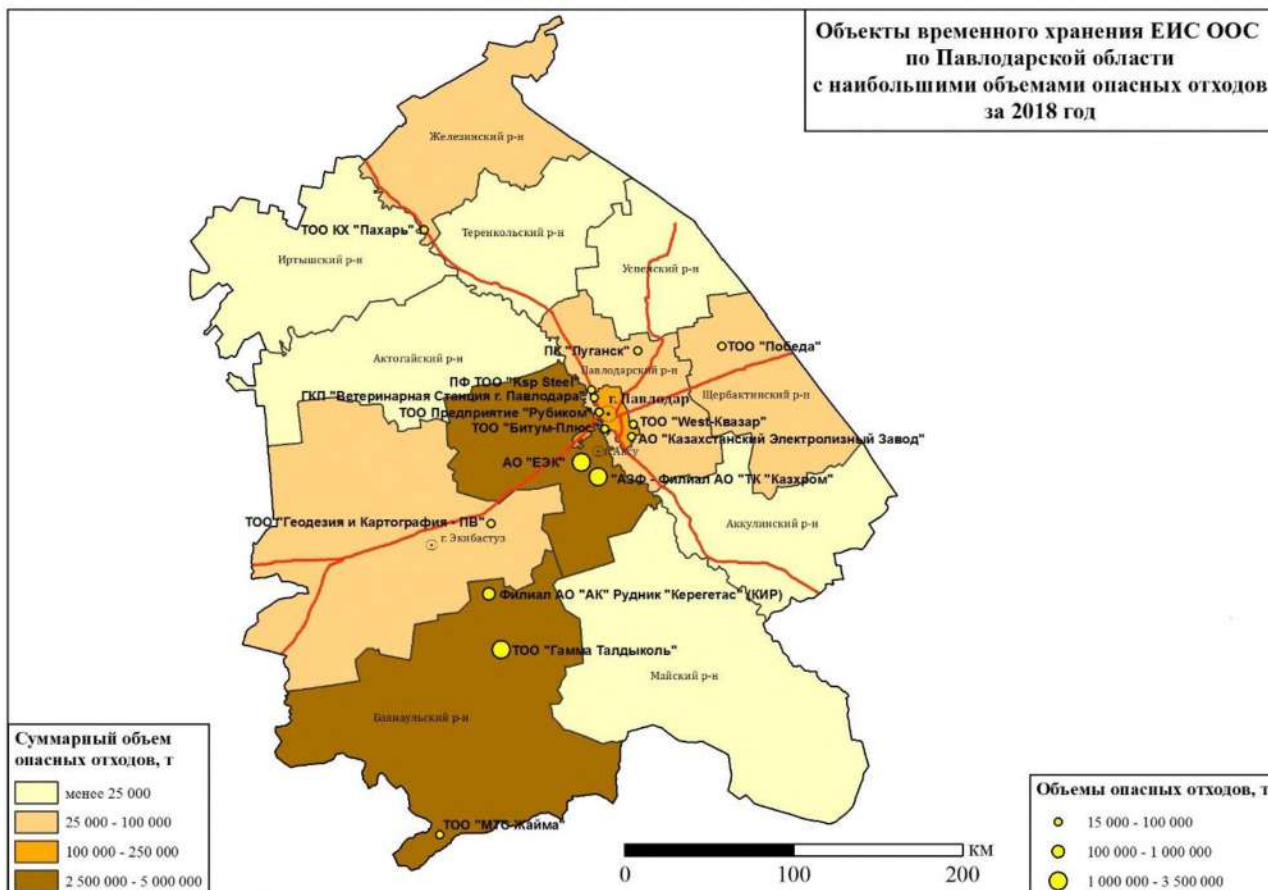 Объекты временного хранения ЕИС ООС
по Павлодарской области
с наибольшими объемами опасных отходов
за 2018 год
Железинский р-н
ТОО КХ "Пахарь"
Теренкольский р-н
Иртышский р-н
Успенский р-н
Актогайский р-н
ПК "Луганск"
ТОО "Победа"
Павлодарский р-н
ПФ ТОО "Ksp Steel"
Щербактинский р-н
ГКП "Ветеринарная Станция г. Павлодара"
г. Павлодар
ТОО Предприятие "Рубиком"
ТОО "West-Квазар"
ТОО "Битум-Плюс"
АО "Казахстанский Электролизный Завод"
г. Аксу
АО "ЕЭК"
"АЗФ - Филиал АО "ТК "Казхром"
ТОО "Геодезия и Картография - ПВ"
Аккулинский р-н
г. Экибастуз
Филиал АО "АК" Рудник "Керегетас" (КИР)
ТОО "Гамма Талдыколь"
Майский р-н
Баянаульский р-н
ТОО "МТС-Жайма"
Суммарный объем
опасных отходов, т
менее 25 000
25 000 - 100 000
100 000 - 250 000
2 500 000 - 5 000 000
КМ
0 100 200
Объемы опасных отходов, т
15 000 - 100 000
100 000 - 1 000 000
1 000 000 - 3 500 000